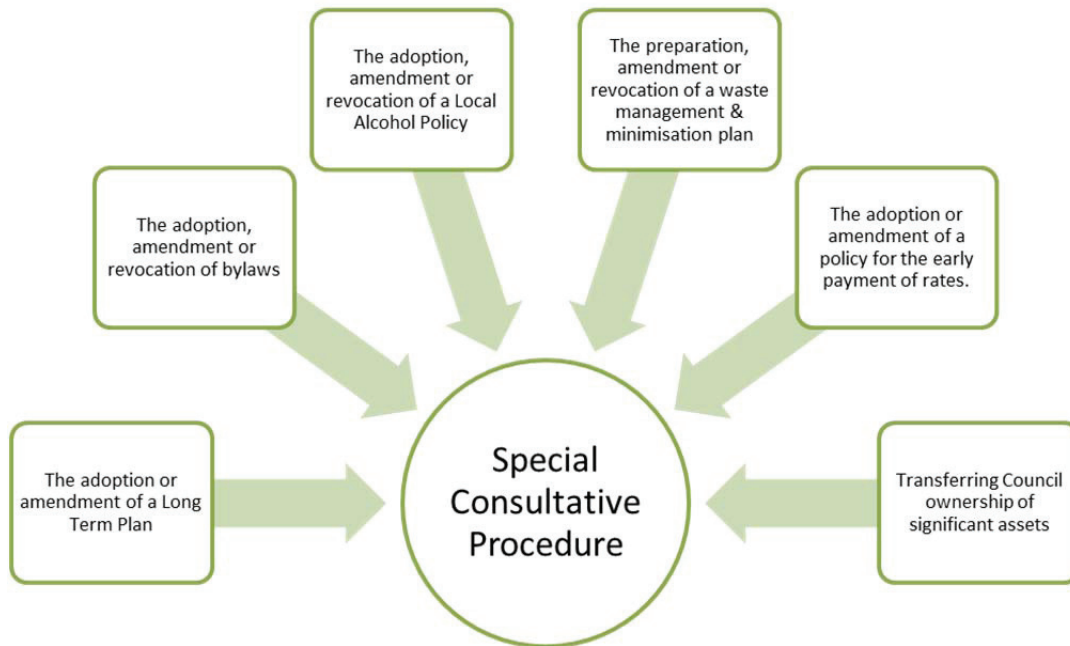 The adoption,
amendment or
revocation of a Local
Alcohol Policy
The preparation,
amendment or
revocation of a waste
management &
minimisation plan
The adoption,
amendment or
revocation of bylaws
The adoption or
amendment of a
policy for the early
payment of rates.
The adoption or
amendment of a Long
Term Plan
Special
Consultative
Procedure
Transferring Council
ownership of
significant assets